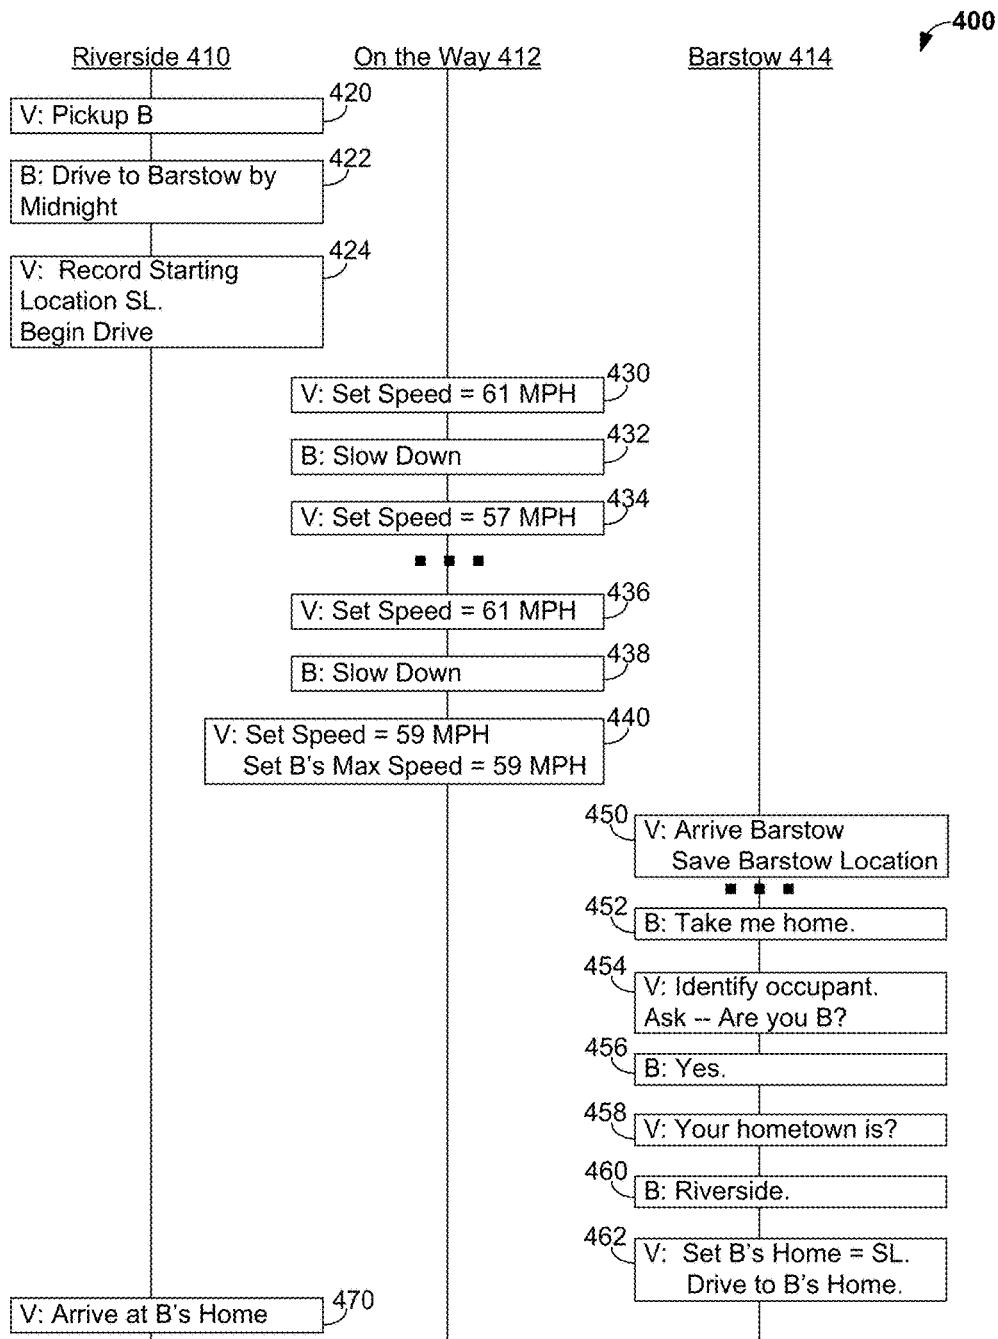 400
Riverside 410
On the Way 412
Barstow 414
420
V: Pickup B
422
B: Drive to Barstow by
Midnight
424
V: Record Starting
Location SL.
Begin Drive
430
V: Set Speed = 61 MPH
432
B: Slow Down
434
V: Set Speed = 57 MPH
436
V: Set Speed = 61 MPH
438
B: Slow Down
440
V: Set Speed = 59 MPH
Set B's Max Speed = 59 MPH
450
V: Arrive Barstow
Save Barstow Location
452
B: Take me home.
454
V: Identify occupant.
Ask -- Are you B?
456
B: Yes.
458
V: Your hometown is?
460
B: Riverside.
462
V: Set B's Home = SL.
Drive to B's Home.
470
V: Arrive at B's Home